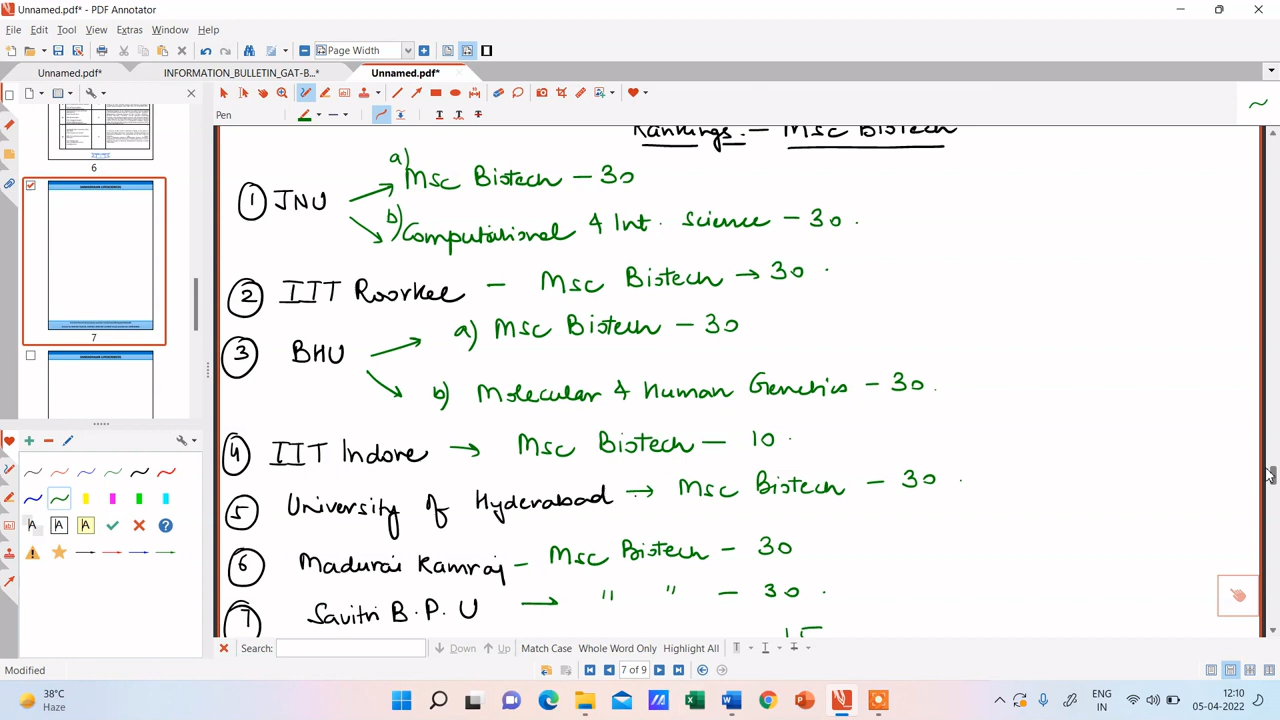 Unnamed.pdf* - PDF Annotator
File Edit Tool View Extras Window Help
Page Width
Unnamed.pdf* INFORMATION_BULLETIN_GAT-B...* Unnamed.pdf*
Pen
6
7
Rankings :- Msc Biotech
① JNU a) Msc Biotech - 30
b) Computational & Int. Science - 30.
② IIT Roorkee - Msc Biotech → 30.
③ BHU a) Msc Biotech - 30
b) Molecular & Human Genetics - 30.
④ IIT Indore → Msc Biotech - 10.
⑤ University of Hyderabad → Msc Biotech - 30.
⑥ Madurai Kamraj - Msc Biotech - 30
⑦ Savitri B.P.U → " " - 30.
15
Search: Down Up Match Case Whole Word Only Highlight All
Modified 7 of 9
38°C
Haze
ENG
IN
12:10
05-04-2022